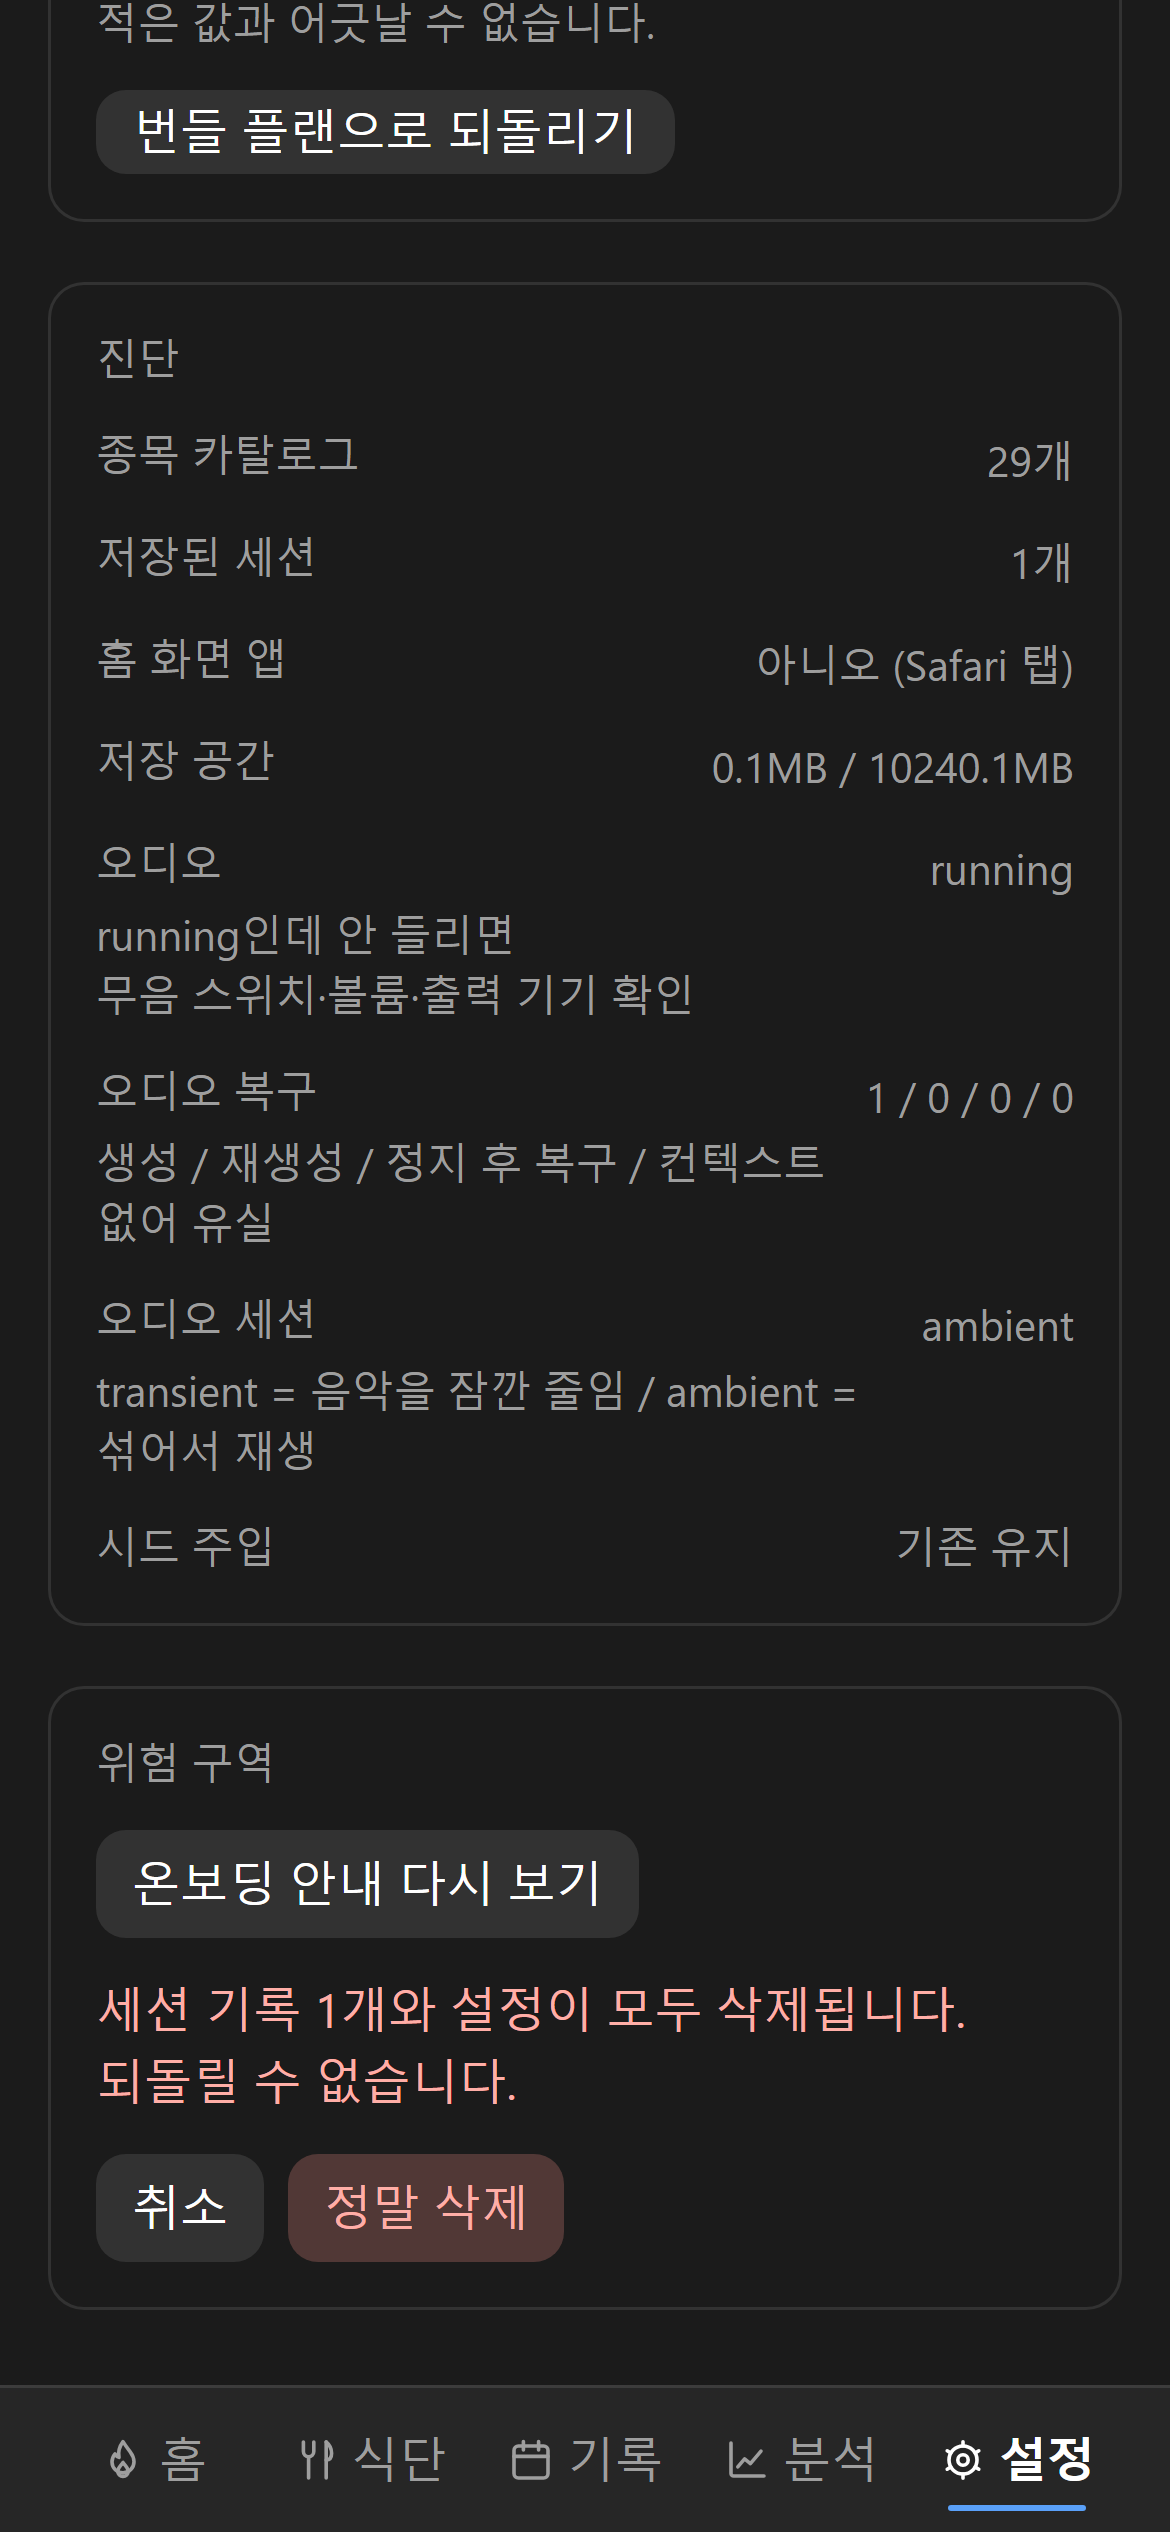 적은 값과 어긋날 수 없습니다.
번들 플랜으로 되돌리기
진단
종목 카탈로그 29개
저장된 세션 1개
홈 화면 앱 아니오 (Safari 탭)
저장 공간 0.1MB / 10240.1MB
오디오 running
running인데 안 들리면
무음 스위치·볼륨·출력 기기 확인
오디오 복구 1 / 0 / 0 / 0
생성 / 재생성 / 정지 후 복구 / 컨텍스트
없어 유실
오디오 세션 ambient
transient = 음악을 잠깐 줄임 / ambient =
섞어서 재생
시드 주입 기존 유지
위험 구역
온보딩 안내 다시 보기
세션 기록 1개와 설정이 모두 삭제됩니다.
되돌릴 수 없습니다.
취소 정말 삭제
홈 식단 기록 분석 설정